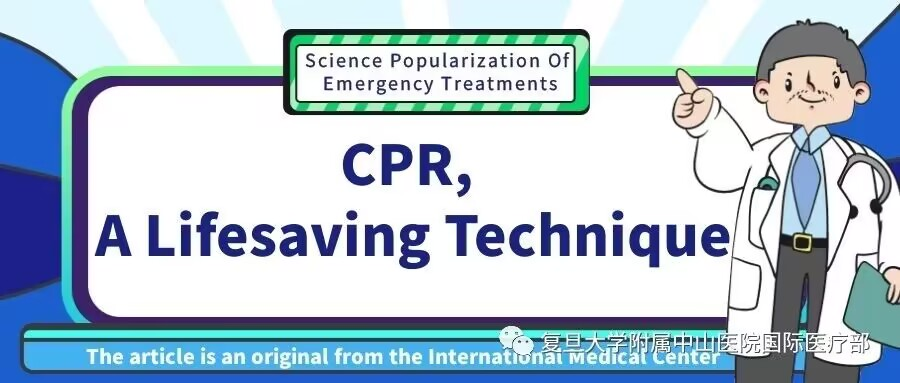 Science Popularization Of
Emergency Treatments
CPR,
A Lifesaving Technique
复旦大学附属中山医院国际医疗部
The article is an original from the International Medical Center